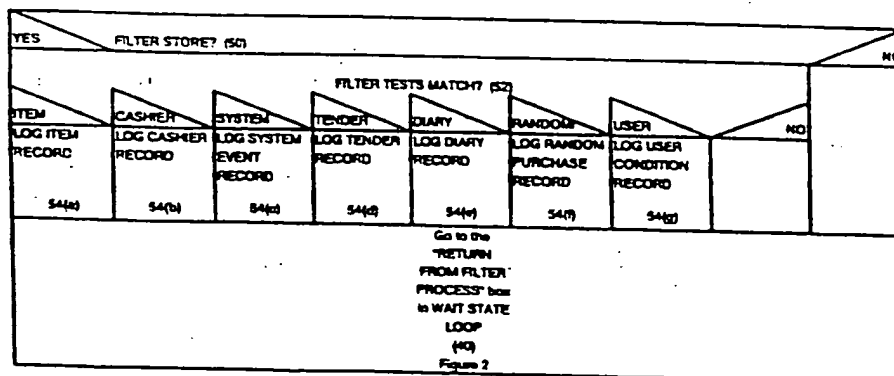 YES
FILTER STORE? (50)
NO
FILTER TESTS MATCH? (52)
ITEM
CASHIER
SYSTEM
TENDER
DIARY
RANDOM
USER
NO
LOG ITEM
RECORD
54(a)
LOG CASHIER
RECORD
54(b)
LOG SYSTEM
EVENT
RECORD
54(c)
LOG TENDER
RECORD
54(d)
LOG DIARY
RECORD
54(e)
LOG RANDOM
PURCHASE
RECORD
54(f)
LOG USER
CONDITION
RECORD
54(g)
Go to the
"RETURN
FROM FILTER
PROCESS" box
in WAIT STATE
LOOP
(40)
Figure 2